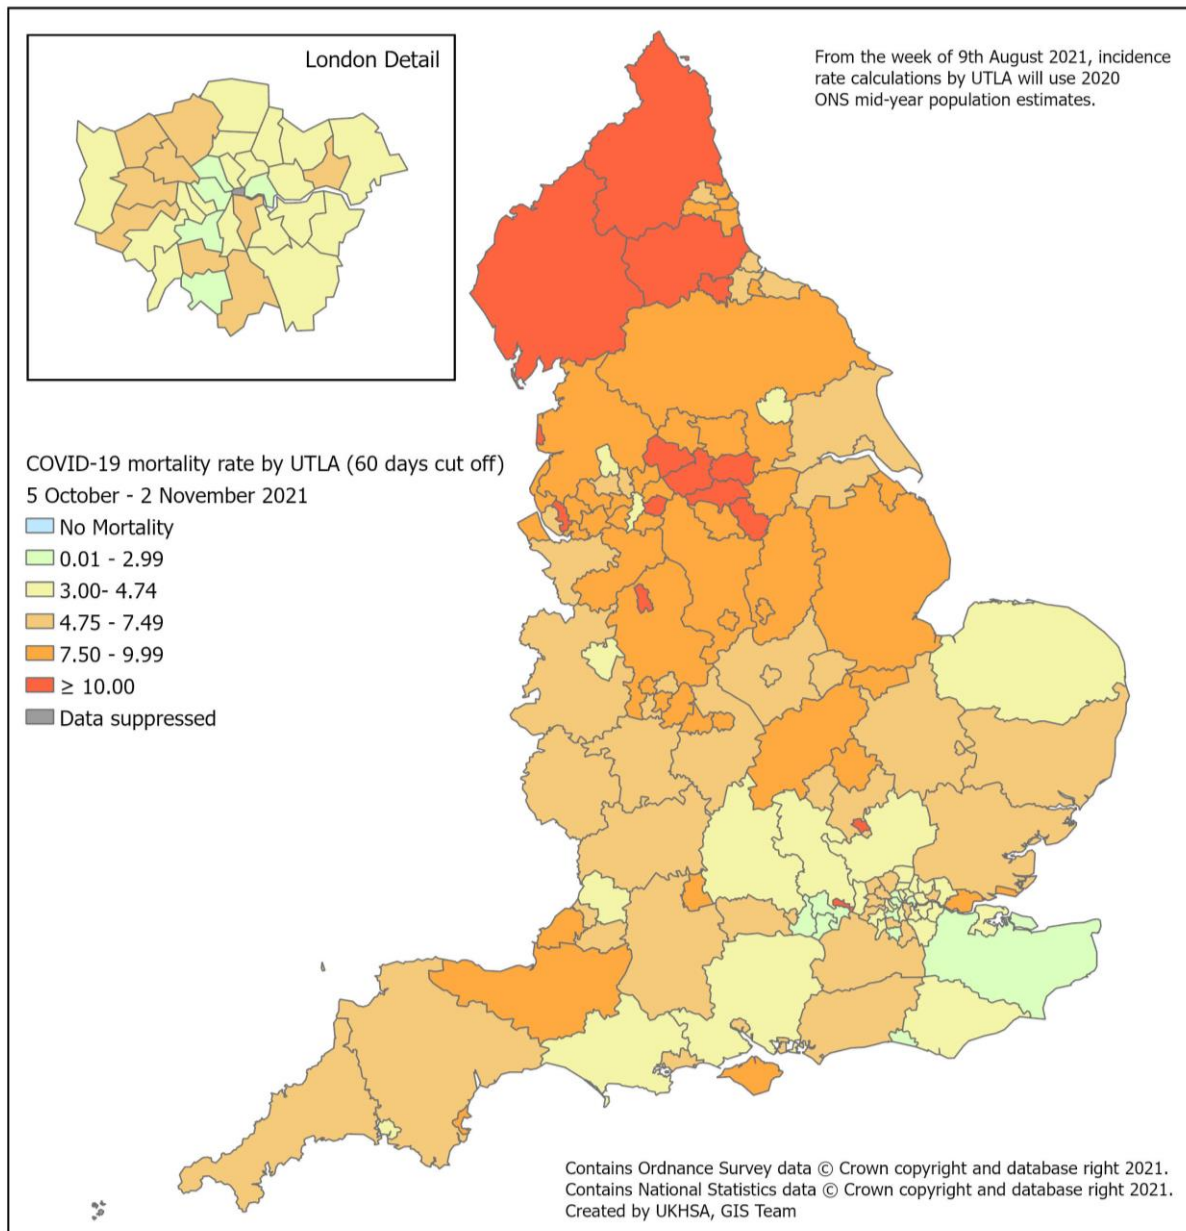 London Detail
From the week of 9th August 2021, incidence
rate calculations by UTLA will use 2020
ONS mid-year population estimates.
COVID-19 mortality rate by UTLA (60 days cut off)
5 October - 2 November 2021
No Mortality
0.01 - 2.99
3.00- 4.74
4.75 - 7.49
7.50 - 9.99
≥ 10.00
Data suppressed
Contains Ordnance Survey data © Crown copyright and database right 2021.
Contains National Statistics data © Crown copyright and database right 2021.
Created by UKHSA, GIS Team